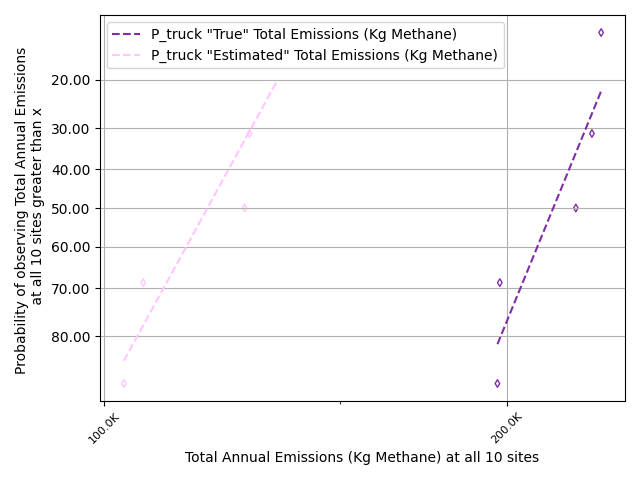 P_truck "True" Total Emissions (Kg Methane)
P_truck "Estimated" Total Emissions (Kg Methane)
20.00
30.00
40.00
50.00
60.00
70.00
80.00
Probability of observing Total Annual Emissions
at all 10 sites greater than x
100.0K
200.0K
Total Annual Emissions (Kg Methane) at all 10 sites